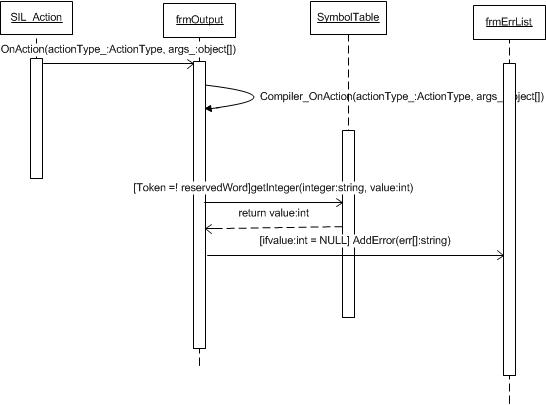 SIL_Action
frmOutput
SymbolTable
frmErrList
OnAction(actionType_:ActionType, args_:object[])
Compiler_OnAction(actionType_:ActionType, args_ ject[])
[Token =! reservedWord]getInteger(integer:string, value:int)
return value:int
[ifvalue:int = NULL] AddError(err[]:string)